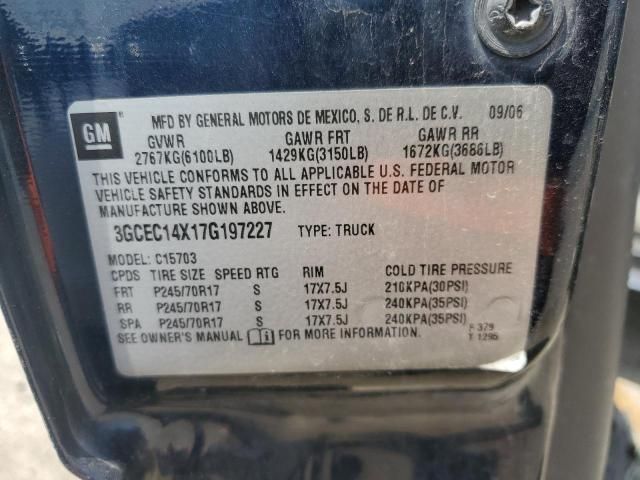 GM
®
MFD BY GENERAL MOTORS DE MEXICO, S. DE R.L. DE C.V. 09/06
GVWR GAWR FRT GAWR RR
2767KG(6100LB) 1429KG(3150LB) 1672KG(3686LB)
THIS VEHICLE CONFORMS TO ALL APPLICABLE U.S. FEDERAL MOTOR
VEHICLE SAFETY STANDARDS IN EFFECT ON THE DATE OF
MANUFACTURE SHOWN ABOVE.
3GCEC14X17G197227 TYPE: TRUCK
MODEL: C15703
CPDS TIRE SIZE SPEED RTG RIM COLD TIRE PRESSURE
FRT P245/70R17 S 17X7.5J 210KPA(30PSI)
RR P245/70R17 S 17X7.5J 240KPA(35PSI)
SPA P245/70R17 S 17X7.5J 240KPA(35PSI)
SEE OWNER'S MANUAL FOR MORE INFORMATION.
F 379
T 1295